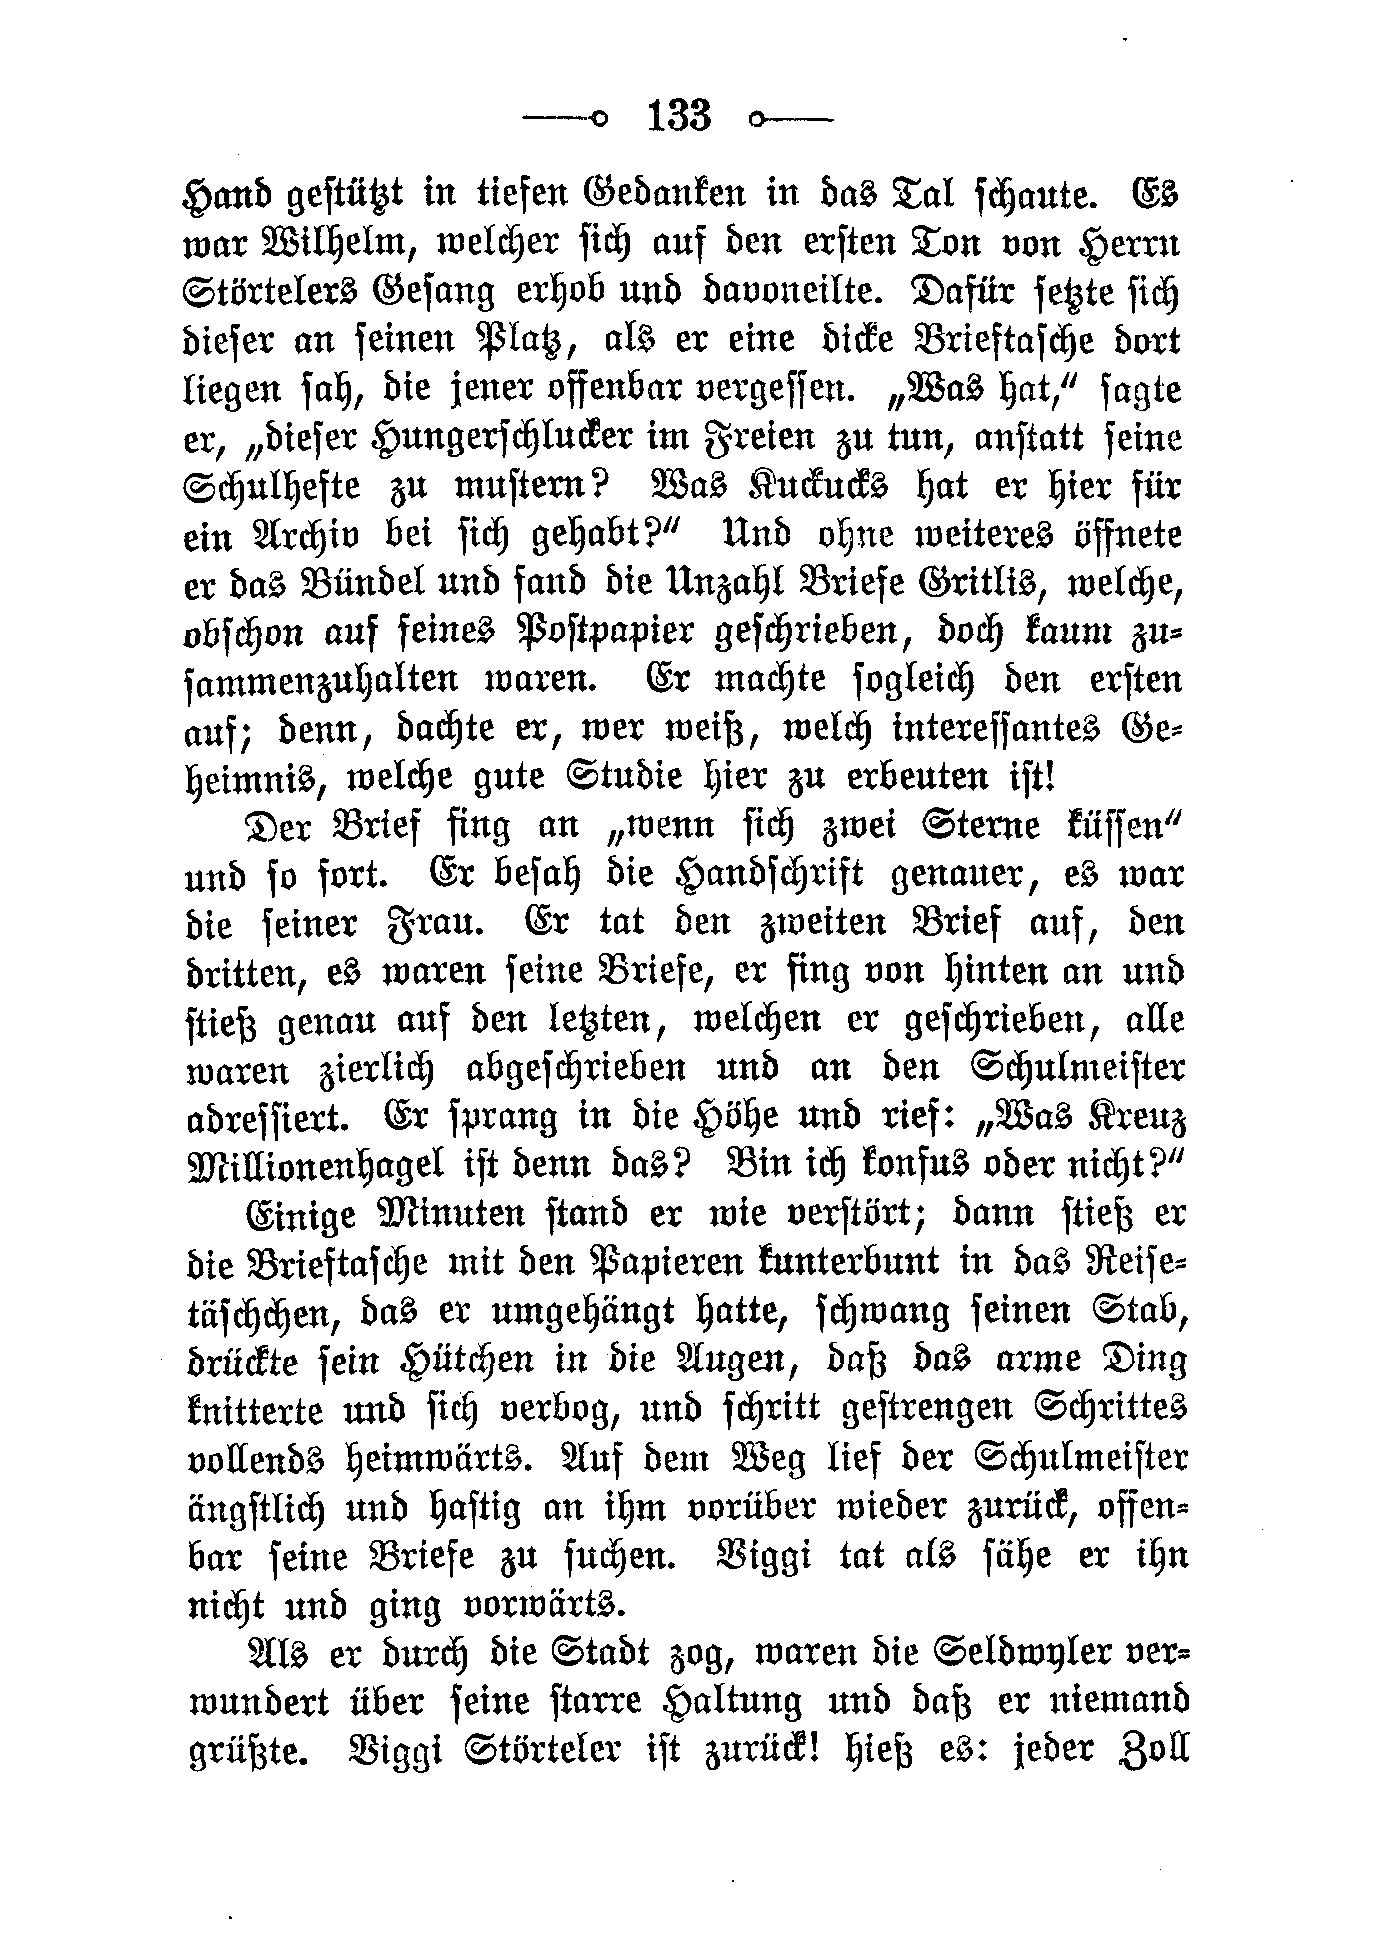 133
Hand gestützt in tiefen Gedanken in das Tal schaute. Es
war Wilhelm, welcher sich auf den ersten Ton von Herrn
Störtelers Gesang erhob und davoneilte. Dafür setzte sich
dieser an seinen Platz, als er eine dicke Brieftasche dort
liegen sah, die jener offenbar vergessen. „Was hat,“ sagte
er, „dieser Hungerschlucker im Freien zu tun, anstatt seine
Schulhefte zu mustern? Was Kuckucks hat er hier für
ein Archiv bei sich gehabt?“ Und ohne weiteres öffnete
er das Bündel und fand die Unzahl Briefe Gritlis, welche,
obschon auf feines Postpapier geschrieben, doch kaum zu-
sammenzuhalten waren. Er machte sogleich den ersten
auf; denn, dachte er, wer weiß, welch interessantes Ge-
heimnis, welche gute Studie hier zu erbeuten ist!
Der Brief fing an „wenn sich zwei Sterne küssen“
und so fort. Er besah die Handschrift genauer, es war
die seiner Frau. Er tat den zweiten Brief auf, den
dritten, es waren seine Briefe, er fing von hinten an und
stieß genau auf den letzten, welchen er geschrieben, alle
waren zierlich abgeschrieben und an den Schulmeister
adressiert. Er sprang in die Höhe und rief: „Was Kreuz
Millionenhagel ist denn das? Bin ich konfus oder nicht?“
Einige Minuten stand er wie verstört; dann stieß er
die Brieftasche mit den Papieren kunterbunt in das Reise-
täschchen, das er umgehängt hatte, schwang seinen Stab,
drückte sein Hütchen in die Augen, daß das arme Ding
knitterte und sich verbog, und schritt gestrengen Schrittes
vollends heimwärts. Auf dem Weg lief der Schulmeister
ängstlich und hastig an ihm vorüber wieder zurück, offen-
bar seine Briefe zu suchen. Viggi tat als sähe er ihn
nicht und ging vorwärts.
Als er durch die Stadt zog, waren die Seldwyler ver-
wundert über seine starre Haltung und daß er niemand
grüßte. Viggi Störteler ist zurück! hieß es: jeder Zoll